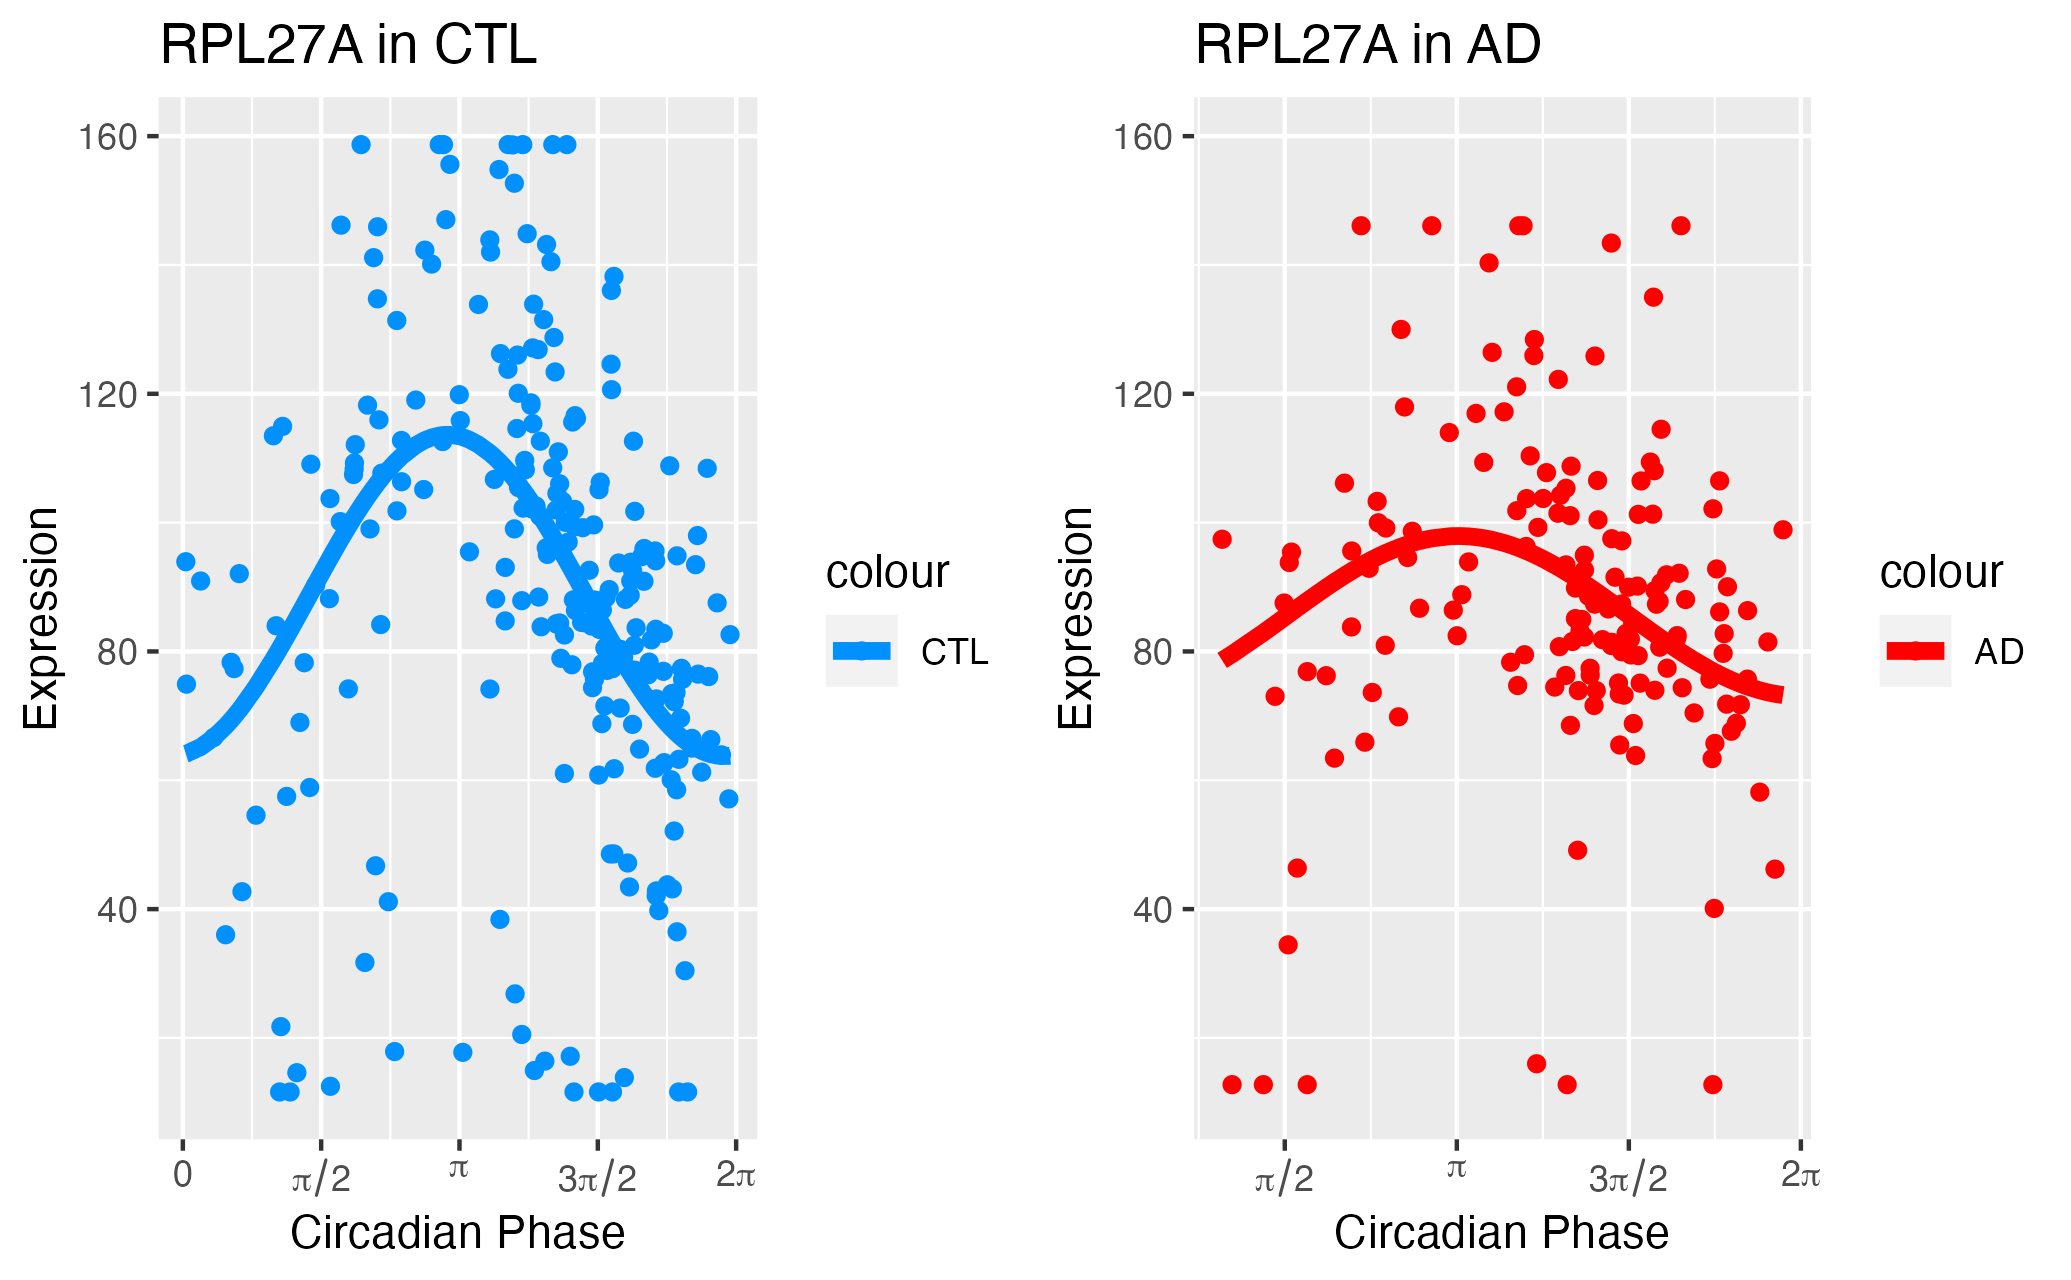 RPL27A in CTL
160
120
80
40
Expression
0
π/2
π
3π/2
2π
Circadian Phase
colour
CTL
RPL27A in AD
160
120
80
40
Expression
π/2
π
3π/2
2π
Circadian Phase
colour
AD